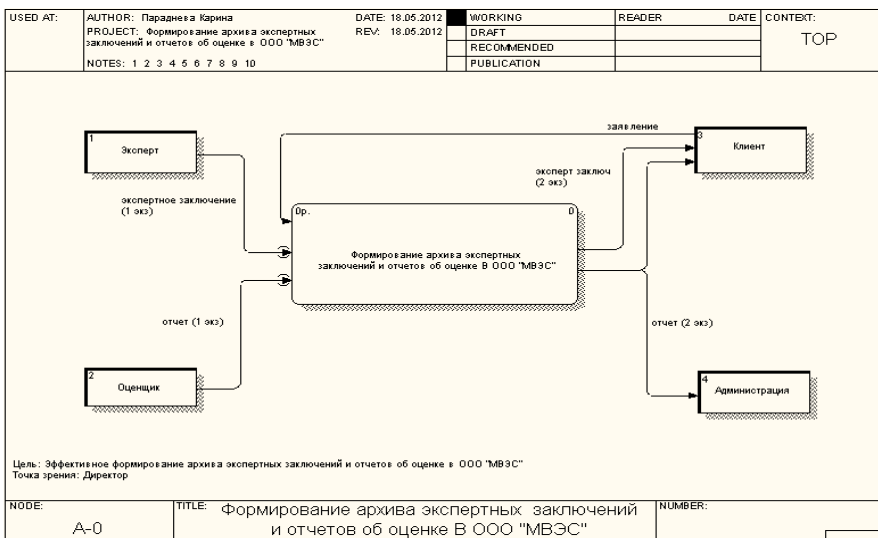 USED AT:
AUTHOR: Параднева Карина
DATE: 18.05.2012
WORKING
READER
DATE
CONTEXT:
PROJECT: Формирование архива экспертных
заключений и отчетов об оценке в ООО "МВЭС"
REV: 18.05.2012
DRAFT
TOP
RECOMMENDED
NOTES: 1 2 3 4 5 6 7 8 9 10
PUBLICATION
заявление
1
Эксперт
3
Клиент
эксперт заключ
(2 экз)
экспертное заключение
(1 экз)
0р.
0
Формирование архива экспертных
заключений и отчетов об оценке В ООО "МВЭС"
отчет (1 экз)
отчет (2 экз)
2
Оценщик
4
Администрация
Цель: Эффективное формирование архива экспертных заключений и отчетов об оценке в ООО "МВЭС"
Точка зрения: Директор
NODE:
A-0
TITLE:
Формирование архива экспертных заключений
и отчетов об оценке В ООО "МВЭС"
NUMBER: